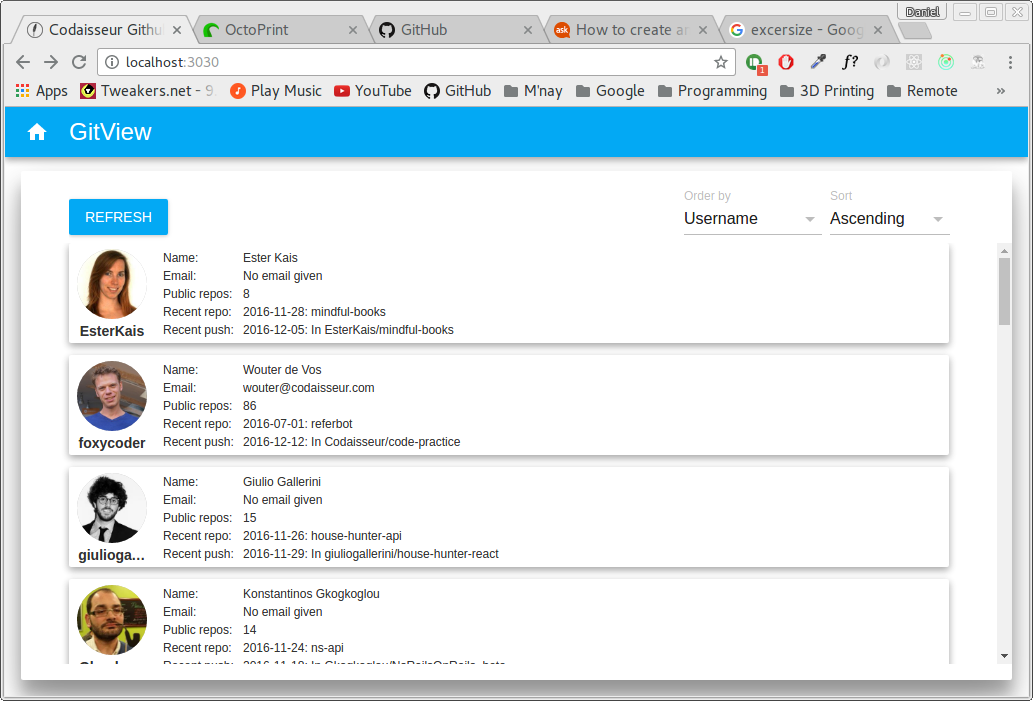 Daniel
Codaisseur Githu
OctoPrint
GitHub
How to create an
excersize - Goog
localhost:3030
1
f?
Apps
Tweakers.net - 9
Play Music
YouTube
GitHub
M'nay
Google
Programming
3D Printing
Remote
»
GitView
REFRESH
Order by
Username
Sort
Ascending
Name: Ester Kais
Email: No email given
Public repos: 8
Recent repo: 2016-11-28: mindful-books
Recent push: 2016-12-05: In EsterKais/mindful-books
EsterKais
Name: Wouter de Vos
Email: wouter@codaisseur.com
Public repos: 86
Recent repo: 2016-07-01: referbot
Recent push: 2016-12-12: In Codaisseur/code-practice
foxycoder
Name: Giulio Gallerini
Email: No email given
Public repos: 15
Recent repo: 2016-11-26: house-hunter-api
Recent push: 2016-11-29: In giuliogallerini/house-hunter-react
giulioga...
Name: Konstantinos Gkogkoglou
Email: No email given
Public repos: 14
Recent repo: 2016-11-24: ns-api